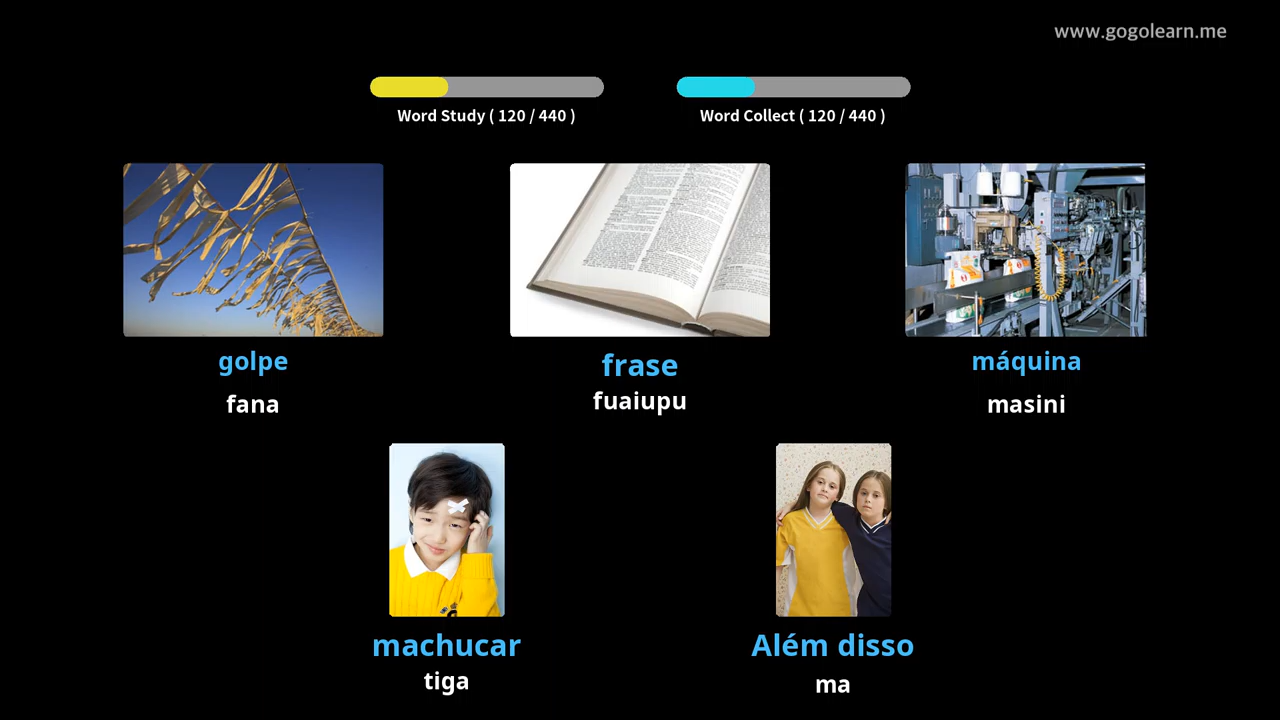 www.gogolearn.me
Word Study ( 120 / 440 )
Word Collect ( 120 / 440 )
golpe
fana
frase
fuaiupu
máquina
masini
machucar
tiga
Além disso
ma